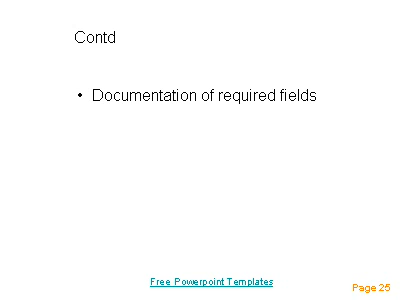 Contd
• Documentation of required fields
Free Powerpoint Templates
Page 25